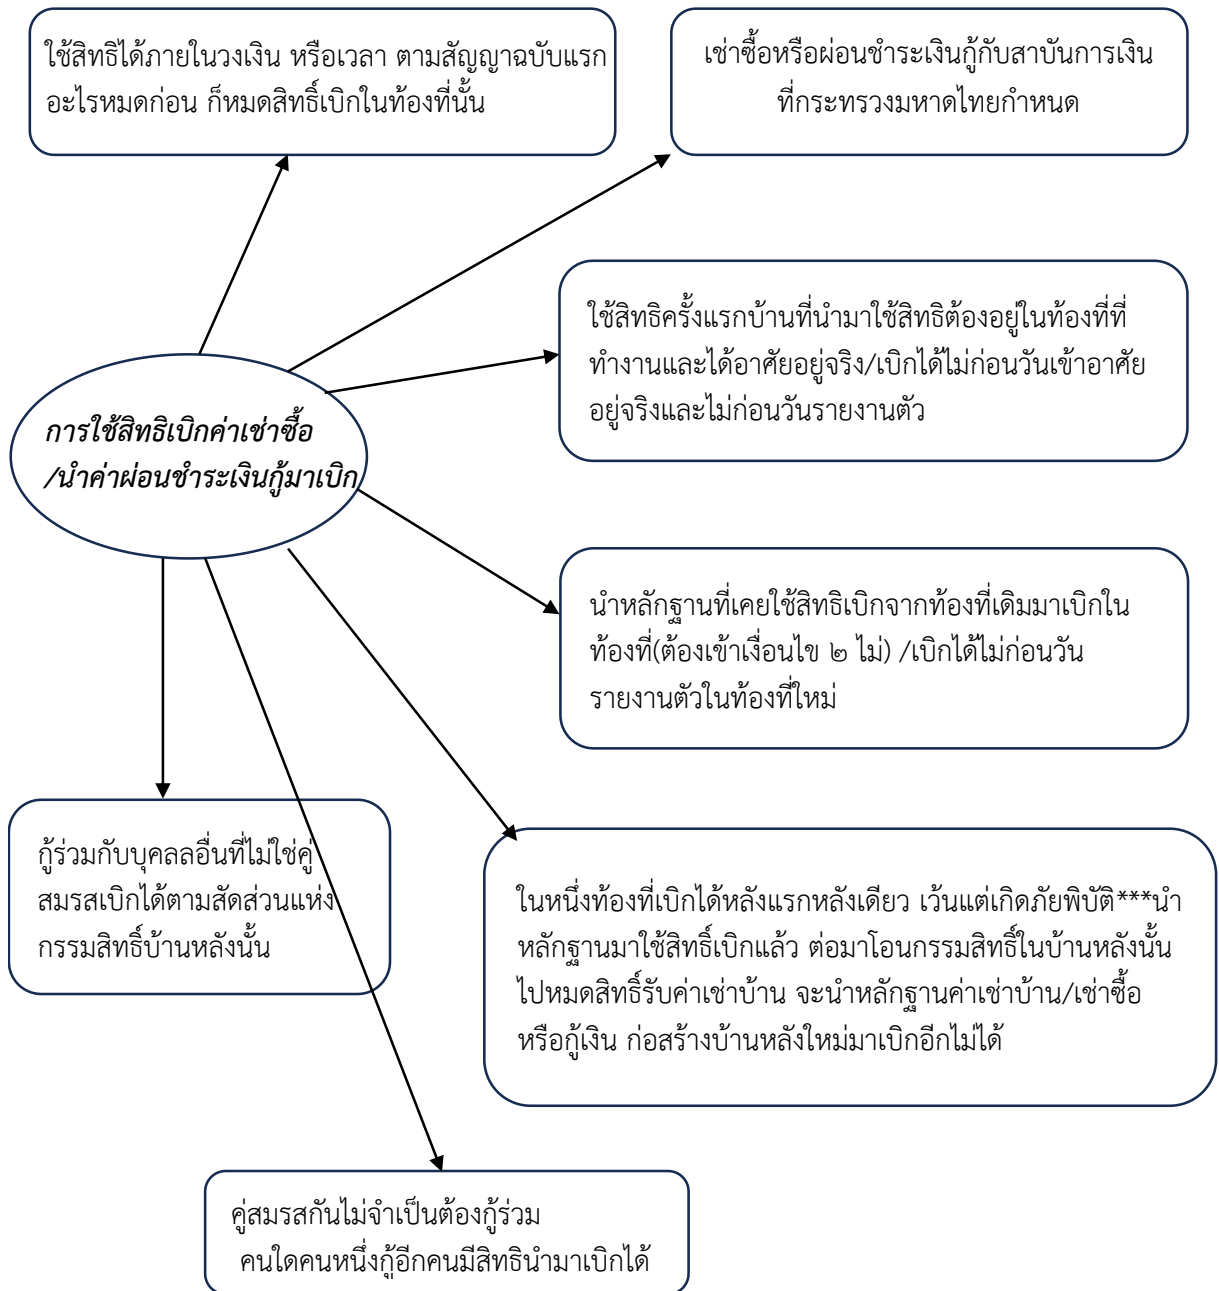 ใช้สิทธิได้ภายในวงเงิน หรือเวลา ตามสัญญาฉบับแรก
อะไรหมดก่อน ก็หมดสิทธิ์เบิกในท้องที่นั้น
เช่าซื้อหรือผ่อนชำระเงินกู้กับสาบันการเงิน
ที่กระทรวงมหาดไทยกำหนด
ใช้สิทธิครั้งแรกบ้านที่นำมาใช้สิทธิต้องอยู่ในท้องที่ที่
ทำงานและได้อาศัยอยู่จริง/เบิกได้ไม่ก่อนวันเข้าอาศัย
อยู่จริงและไม่ก่อนวันรายงานตัว
การใช้สิทธิเบิกค่าเช่าซื้อ
/นำค่าผ่อนชำระเงินกู้มาเบิก
นำหลักฐานที่เคยใช้สิทธิเบิกจากท้องที่เดิมมาเบิกใน
ท้องที่(ต้องเข้าเงื่อนไข ๒ ไม่) /เบิกได้ไม่ก่อนวัน
รายงานตัวในท้องที่ใหม่
กู้ร่วมกับบุคลลอื่นที่ไม่ใช่คู่
สมรสเบิกได้ตามสัดส่วนแห่ง
กรรมสิทธิ์บ้านหลังนั้น
ในหนึ่งท้องที่เบิกได้หลังแรกหลังเดียว เว้นแต่เกิดภัยพิบัติ***นำ
หลักฐานมาใช้สิทธิ์เบิกแล้ว ต่อมาโอนกรรมสิทธิ์ในบ้านหลังนั้น
ไปหมดสิทธิ์รับค่าเช่าบ้าน จะนำหลักฐานค่าเช่าบ้าน/เช่าซื้อ
หรือกู้เงิน ก่อสร้างบ้านหลังใหม่มาเบิกอีกไม่ได้
คู่สมรสกันไม่จำเป็นต้องกู้ร่วม
คนใดคนหนึ่งกู้อีกคนมีสิทธินำมาเบิกได้